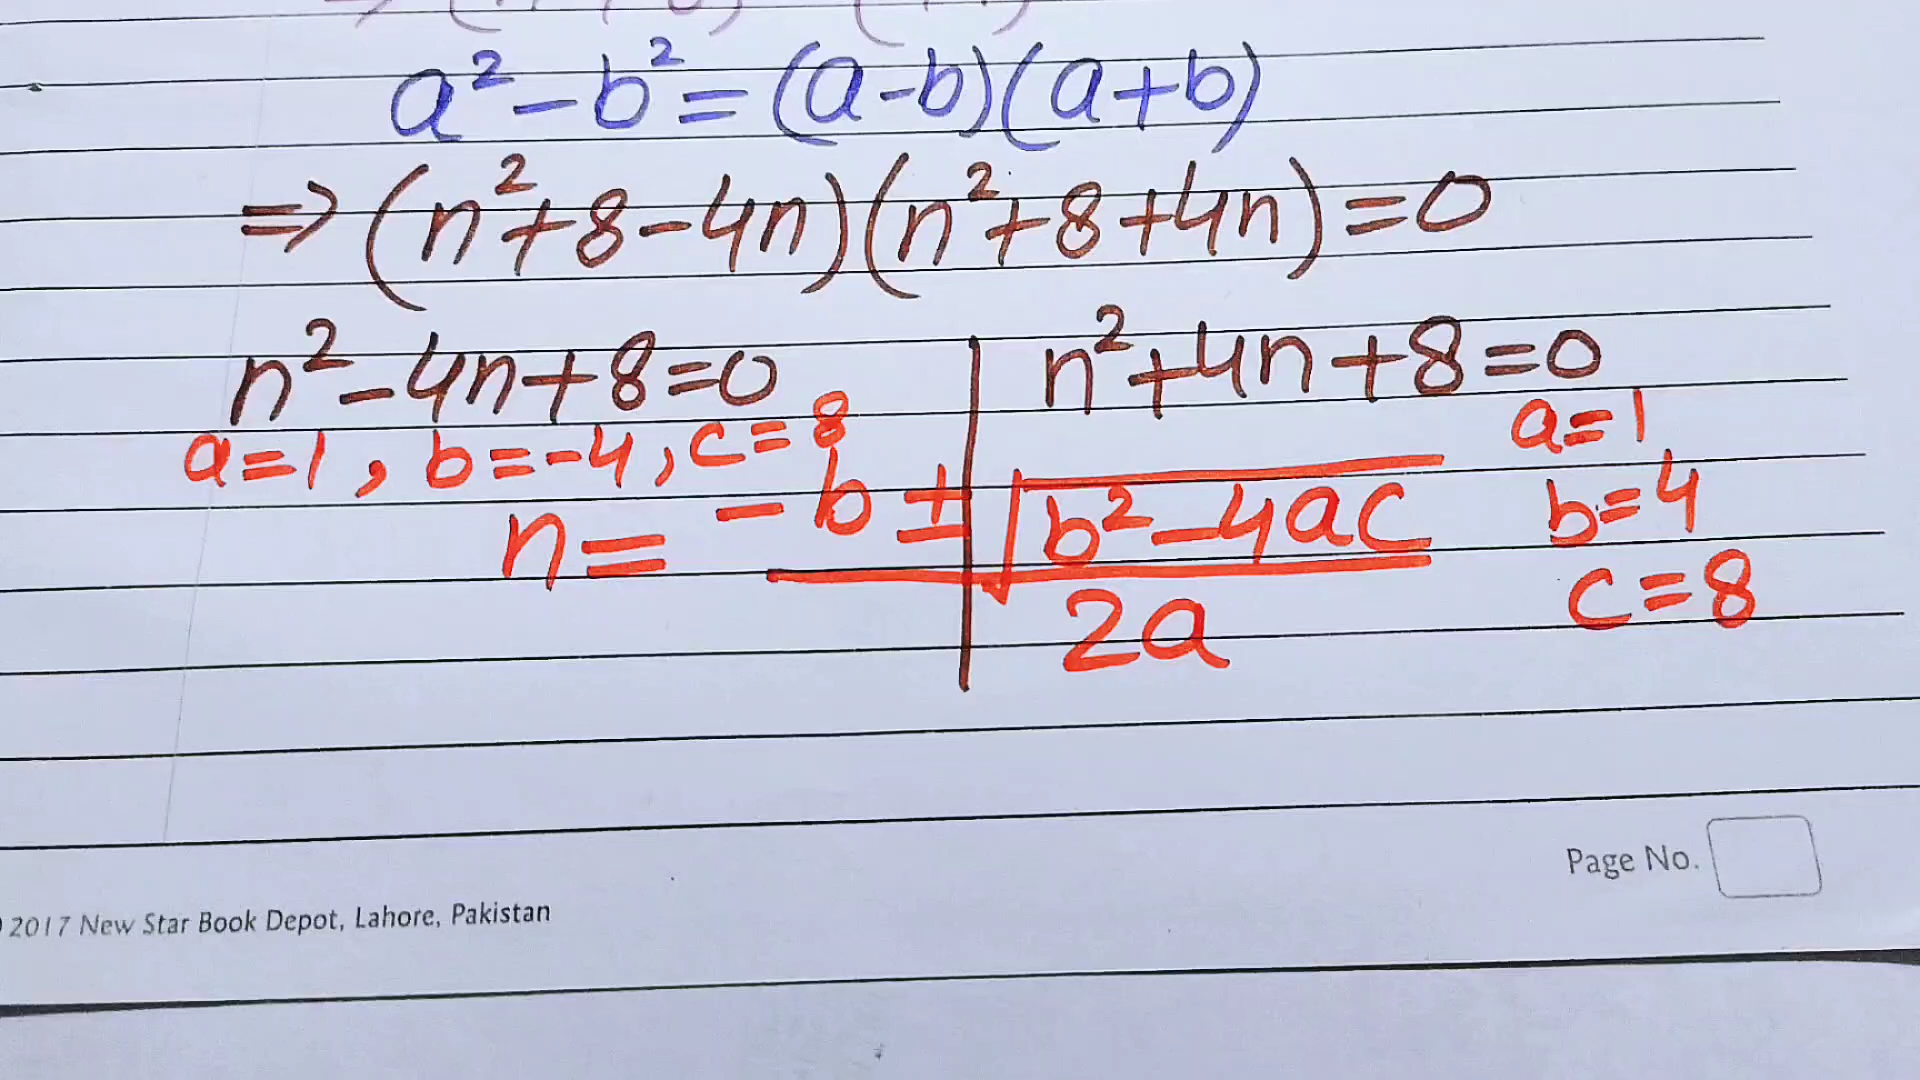 a² - b² = (a-b)(a+b)
⇒ (n²+8-4n)(n²+8+4n)=0
n²-4n+8=0
a=1, b=-4, c=8
n²+4n+8=0
a=1
b=4
c=8
n = -b ± √b²-4ac
2a
Page No.
2017 New Star Book Depot, Lahore, Pakistan